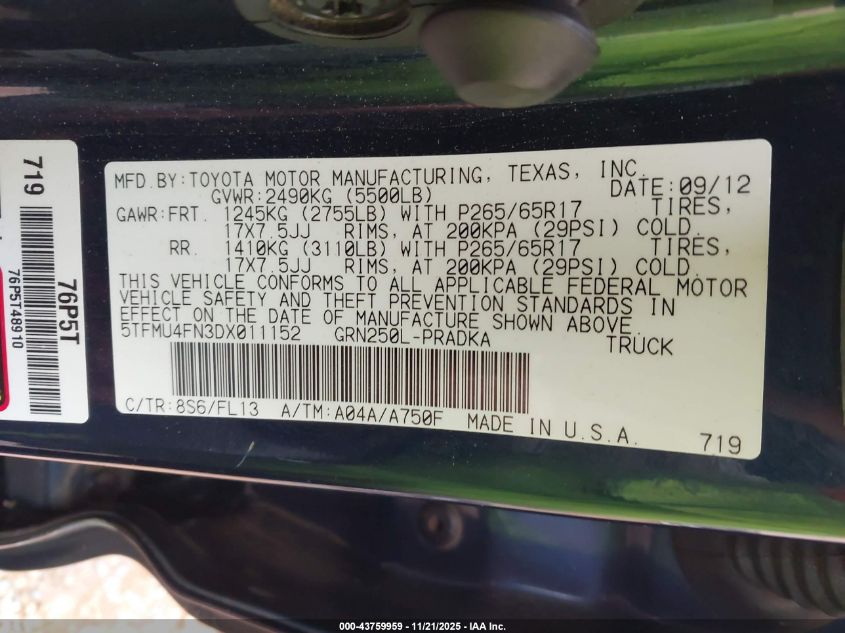 719
76P5T
76P5T48910
MFD.BY:TOYOTA MOTOR MANUFACTURING, TEXAS, INC.
GVWR:2490KG (5500LB) DATE:09/12
GAWR:FRT. 1245KG (2755LB) WITH P265/65R17 TIRES,
17X7.5JJ RIMS, AT 200KPA (29PSI) COLD.
RR. 1410KG (3110LB) WITH P265/65R17 TIRES,
17X7.5JJ RIMS, AT 200KPA (29PSI) COLD.
THIS VEHICLE CONFORMS TO ALL APPLICABLE FEDERAL MOTOR
VEHICLE SAFETY AND THEFT PREVENTION STANDARDS IN
EFFECT ON THE DATE OF MANUFACTURE SHOWN ABOVE.
5TFMU4FN3DX011152 GRN250L-PRADKA TRUCK
C/TR:8S6/FL13 A/TM:A04A/A750F MADE IN U.S.A.
719
000-43759959 - 11/21/2025 - IAA Inc.